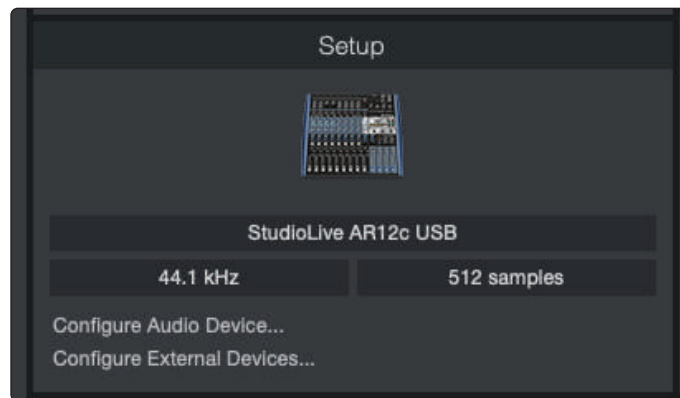 Setup
StudioLive AR12c USB
44.1 kHz
512 samples
Configure Audio Device...
Configure External Devices...